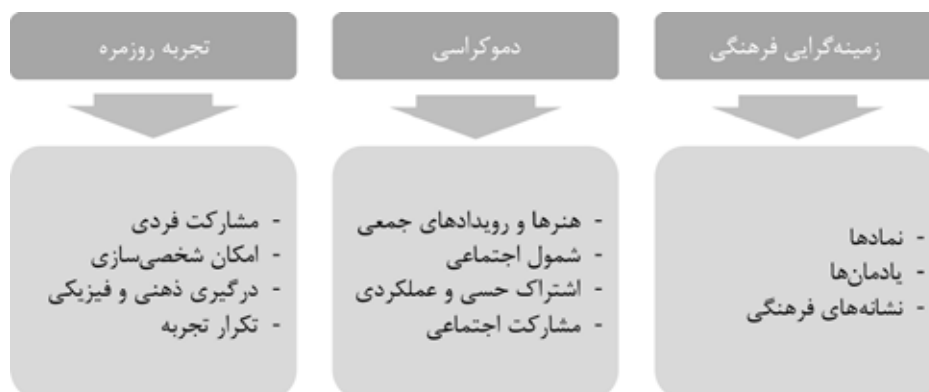 زمینه‌گرایی فرهنگی
- نمادها
- یادمان‌ها
- نشانه‌های فرهنگی
دموکراسی
- هنرها و رویدادهای جمعی
- شمول اجتماعی
- اشتراک حسی و عملکردی
- مشارکت اجتماعی
تجربه روزمره
- مشارکت فردی
- امکان شخصی‌سازی
- درگیری ذهنی و فیزیکی
- تکرار تجربه